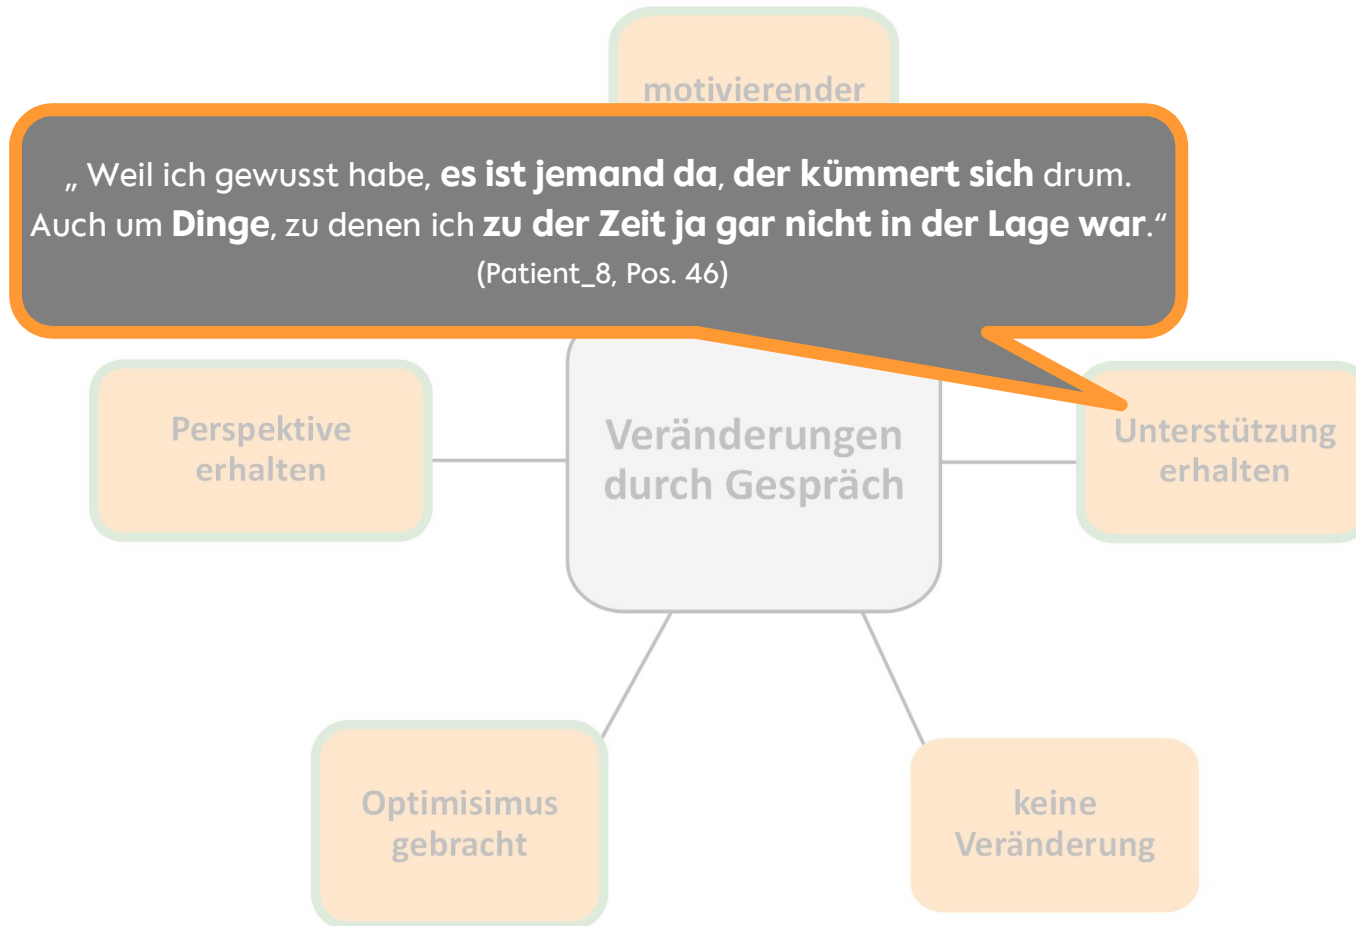 motivierender
„ Weil ich gewusst habe, es ist jemand da, der kümmert sich drum.
Auch um Dinge, zu denen ich zu der Zeit ja gar nicht in der Lage war.“
(Patient_8, Pos. 46)
Perspektive
erhalten
Veränderungen
durch Gespräch
Unterstützung
erhalten
Optimisimus
gebracht
keine
Veränderung